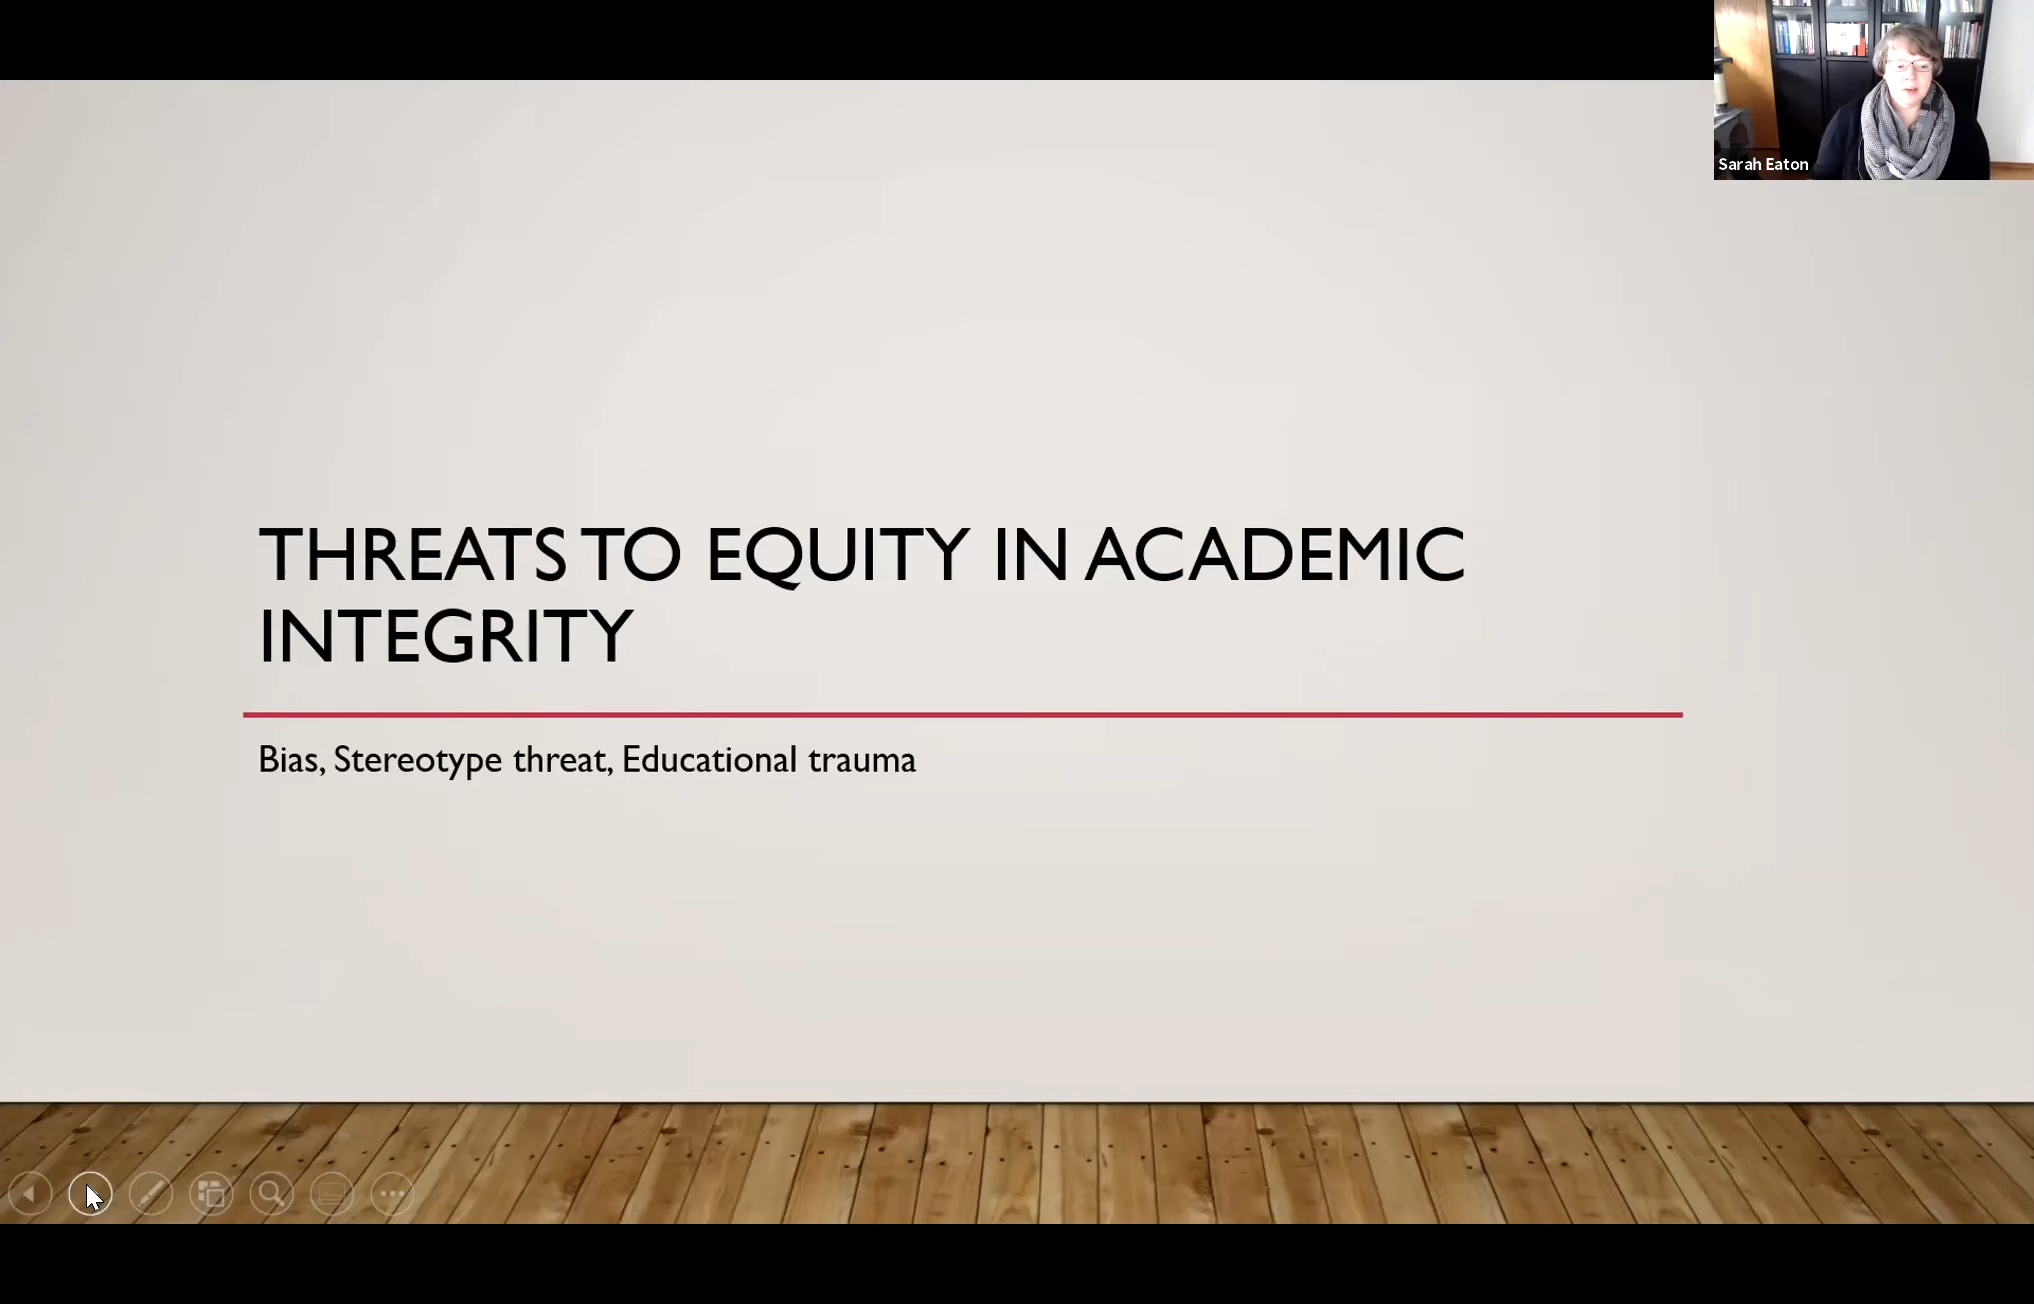 Sarah Eaton
THREATS TO EQUITY IN ACADEMIC
INTEGRITY
Bias, Stereotype threat, Educational trauma